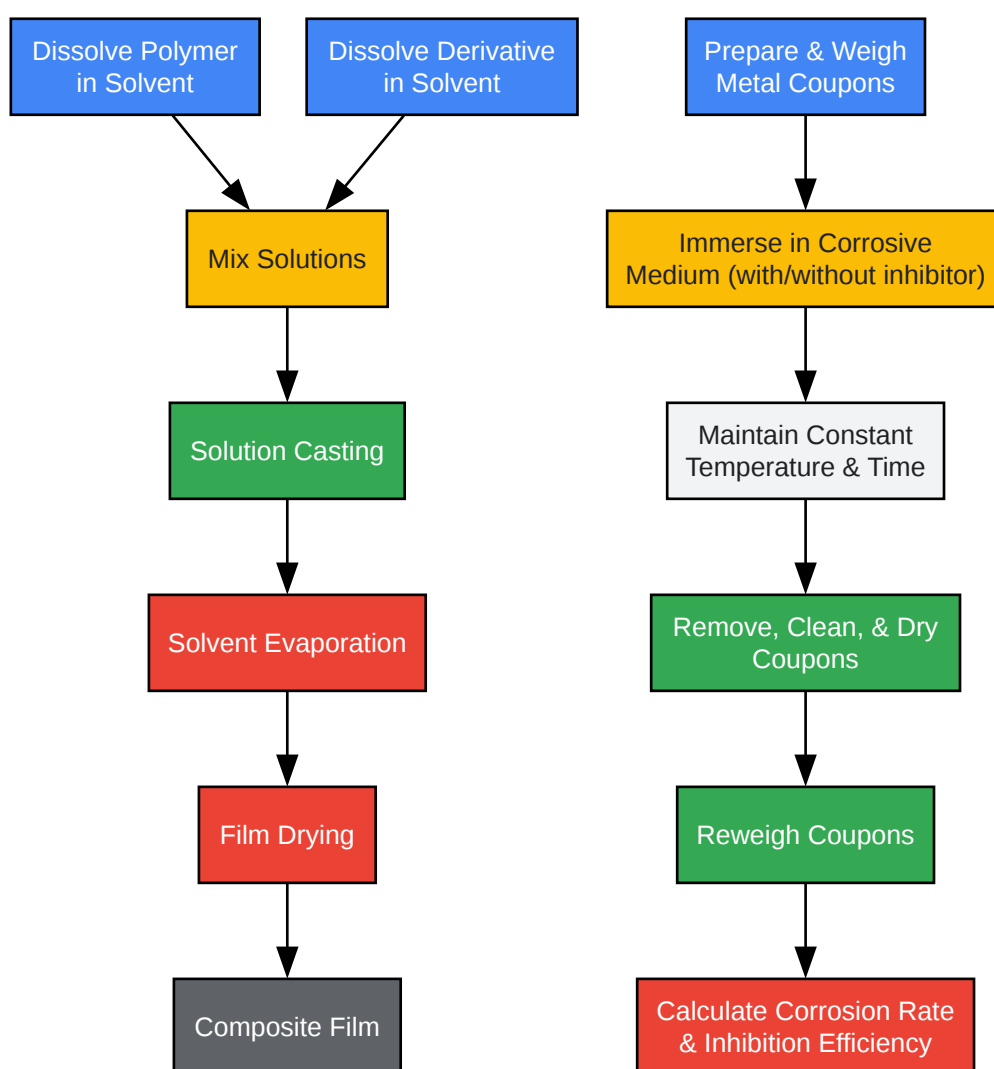 Dissolve Polymer
in Solvent
Dissolve Derivative
in Solvent
Mix Solutions
Solution Casting
Solvent Evaporation
Film Drying
Composite Film
Prepare & Weigh
Metal Coupons
Immerse in Corrosive
Medium (with/without inhibitor)
Maintain Constant
Temperature & Time
Remove, Clean, & Dry
Coupons
Reweigh Coupons
Calculate Corrosion Rate
& Inhibition Efficiency